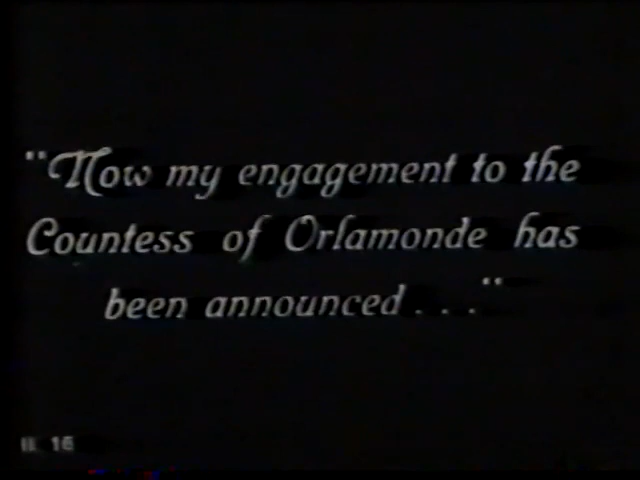 "Now my engagement to the
Countess of Orlamonde has
been announced . . ."
II 16